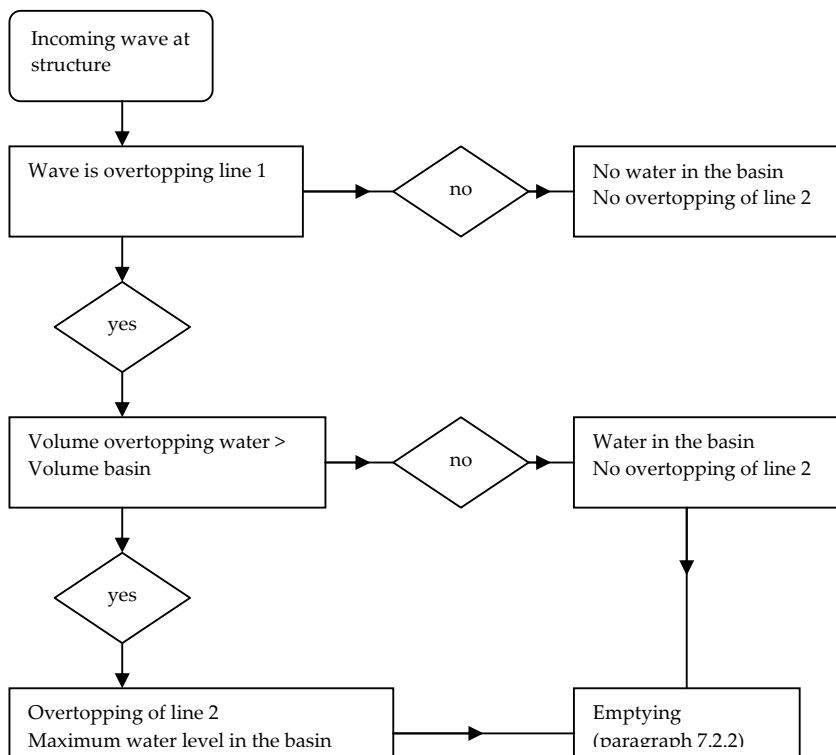 Incoming wave at
structure
Wave is overtopping line 1
no
No water in the basin
No overtopping of line 2
yes
Volume overtopping water >
Volume basin
no
Water in the basin
No overtopping of line 2
yes
Overtopping of line 2
Maximum water level in the basin
Emptying
(paragraph 7.2.2)